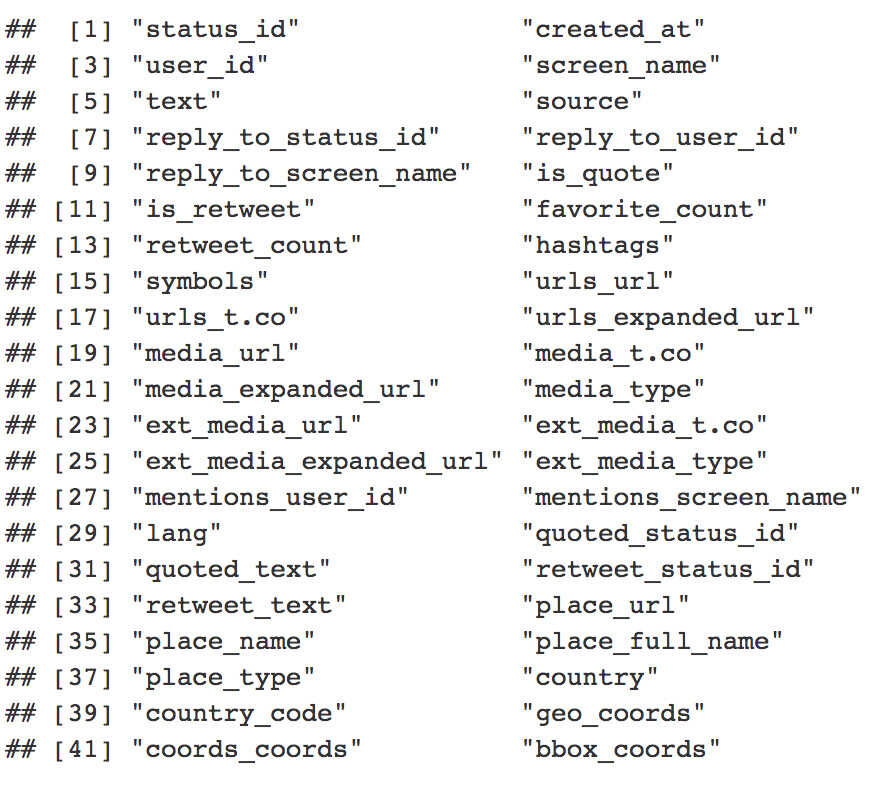 ##  [1] "status_id"               "created_at"
##  [3] "user_id"                 "screen_name"
##  [5] "text"                    "source"
##  [7] "reply_to_status_id"      "reply_to_user_id"
##  [9] "reply_to_screen_name"    "is_quote"
## [11] "is_retweet"              "favorite_count"
## [13] "retweet_count"           "hashtags"
## [15] "symbols"                 "urls_url"
## [17] "urls_t.co"               "urls_expanded_url"
## [19] "media_url"               "media_t.co"
## [21] "media_expanded_url"      "media_type"
## [23] "ext_media_url"           "ext_media_t.co"
## [25] "ext_media_expanded_url"  "ext_media_type"
## [27] "mentions_user_id"        "mentions_screen_name"
## [29] "lang"                    "quoted_status_id"
## [31] "quoted_text"             "retweet_status_id"
## [33] "retweet_text"            "place_url"
## [35] "place_name"              "place_full_name"
## [37] "place_type"              "country"
## [39] "country_code"            "geo_coords"
## [41] "coords_coords"           "bbox_coords"